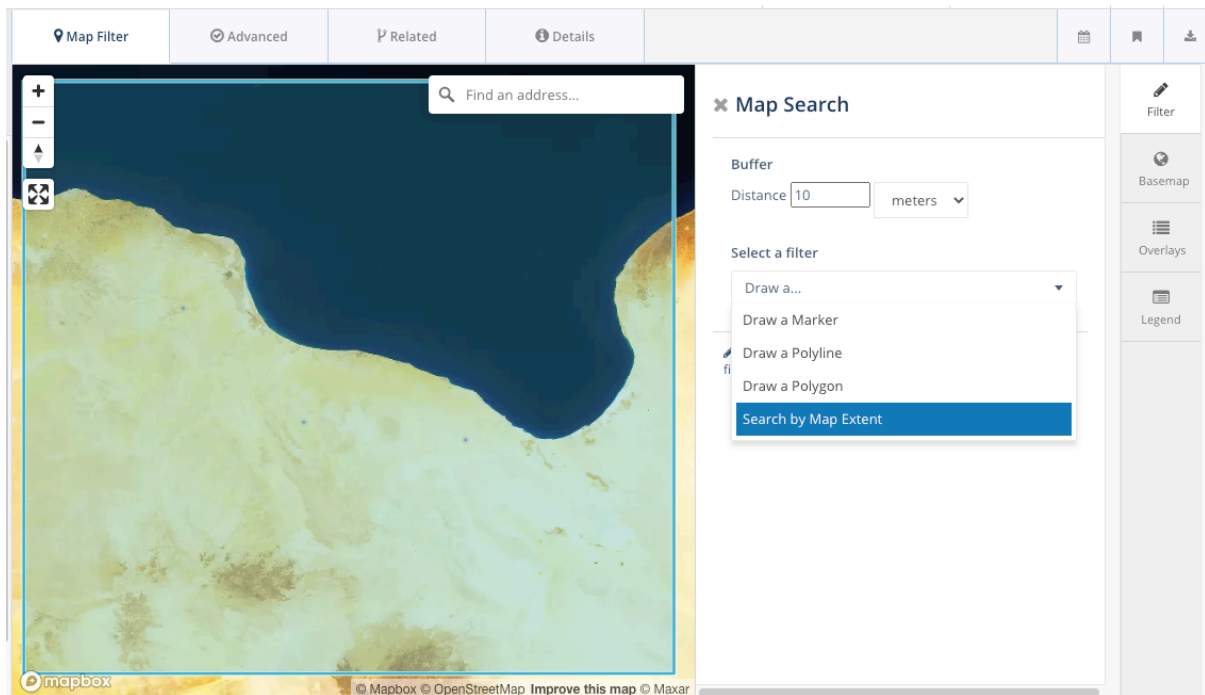 Map Filter
Advanced
Related
Details
Find an address...
Map Search
Buffer
Distance 10 meters
Select a filter
Draw a...
Draw a Marker
Draw a Polyline
Draw a Polygon
Search by Map Extent
fi
Filter
Basemap
Overlays
Legend
mapbox
© Mapbox © OpenStreetMap Improve this map © Maxar